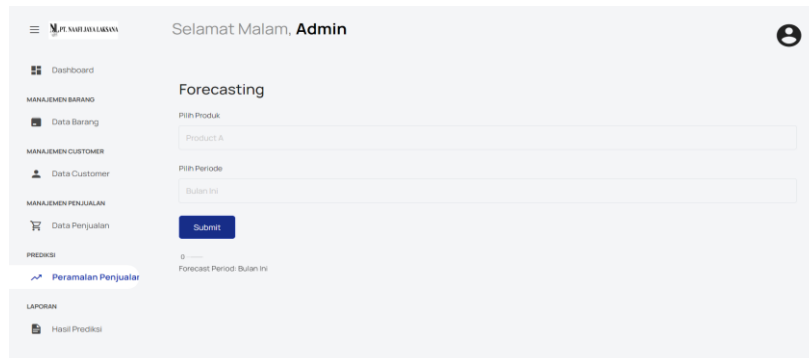 PT. NAAFI JAYA LAKSANA
Selamat Malam, Admin
Dashboard
MANAJEMEN BARANG
Data Barang
MANAJEMEN CUSTOMER
Data Customer
MANAJEMEN PENJUALAN
Data Penjualan
PREDIKSI
Peramalan Penjualan
LAPORAN
Hasil Prediksi
Forecasting
Pilih Produk
Product A
Pilih Periode
Bulan Ini
Submit
0
Forecast Period: Bulan Ini